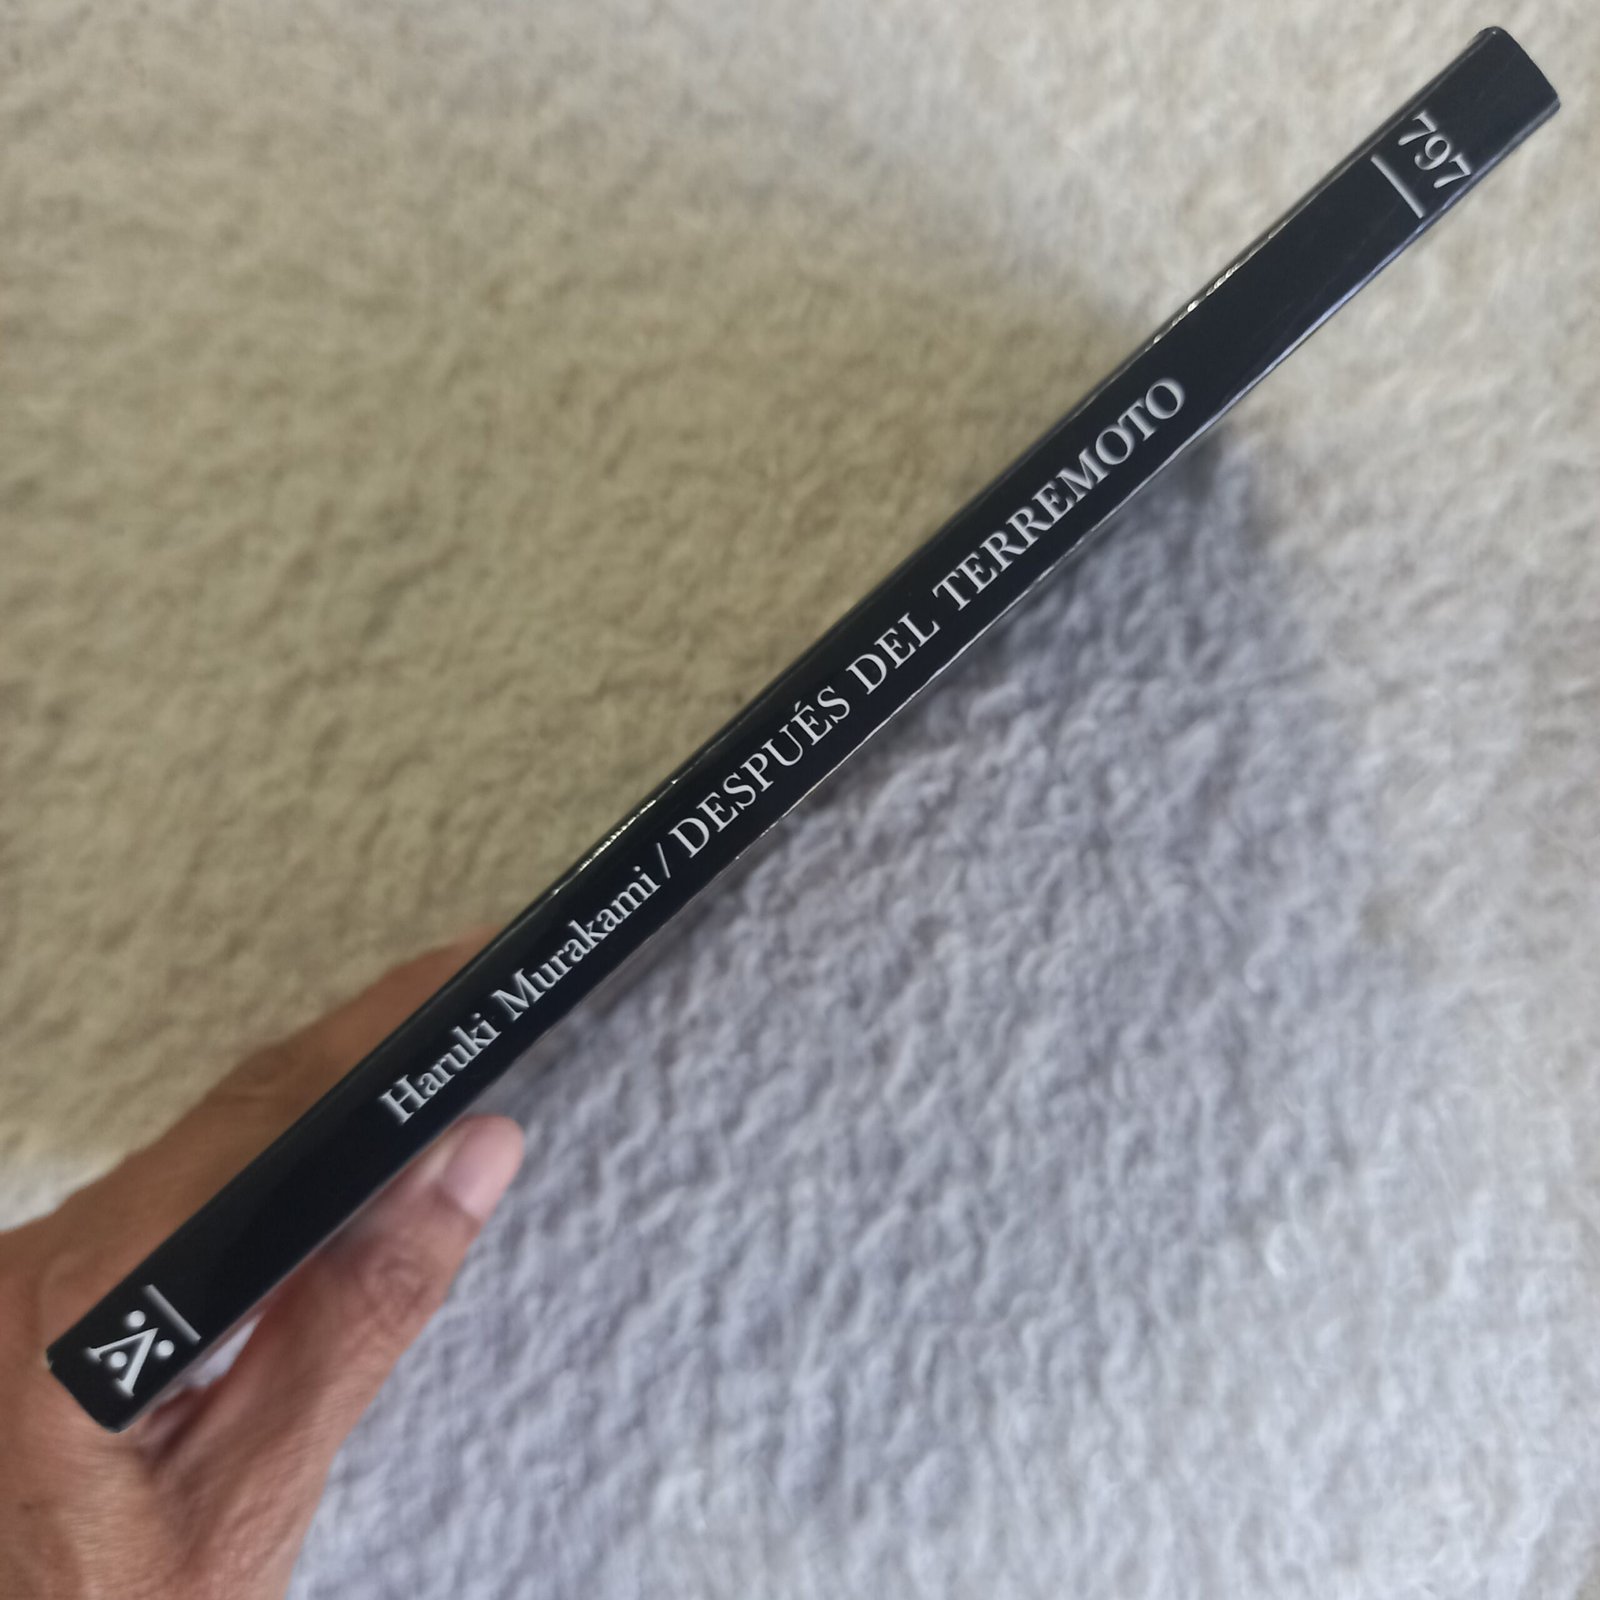 797
Haruki Murakami / DESPUÉS DEL TERREMOTO
A